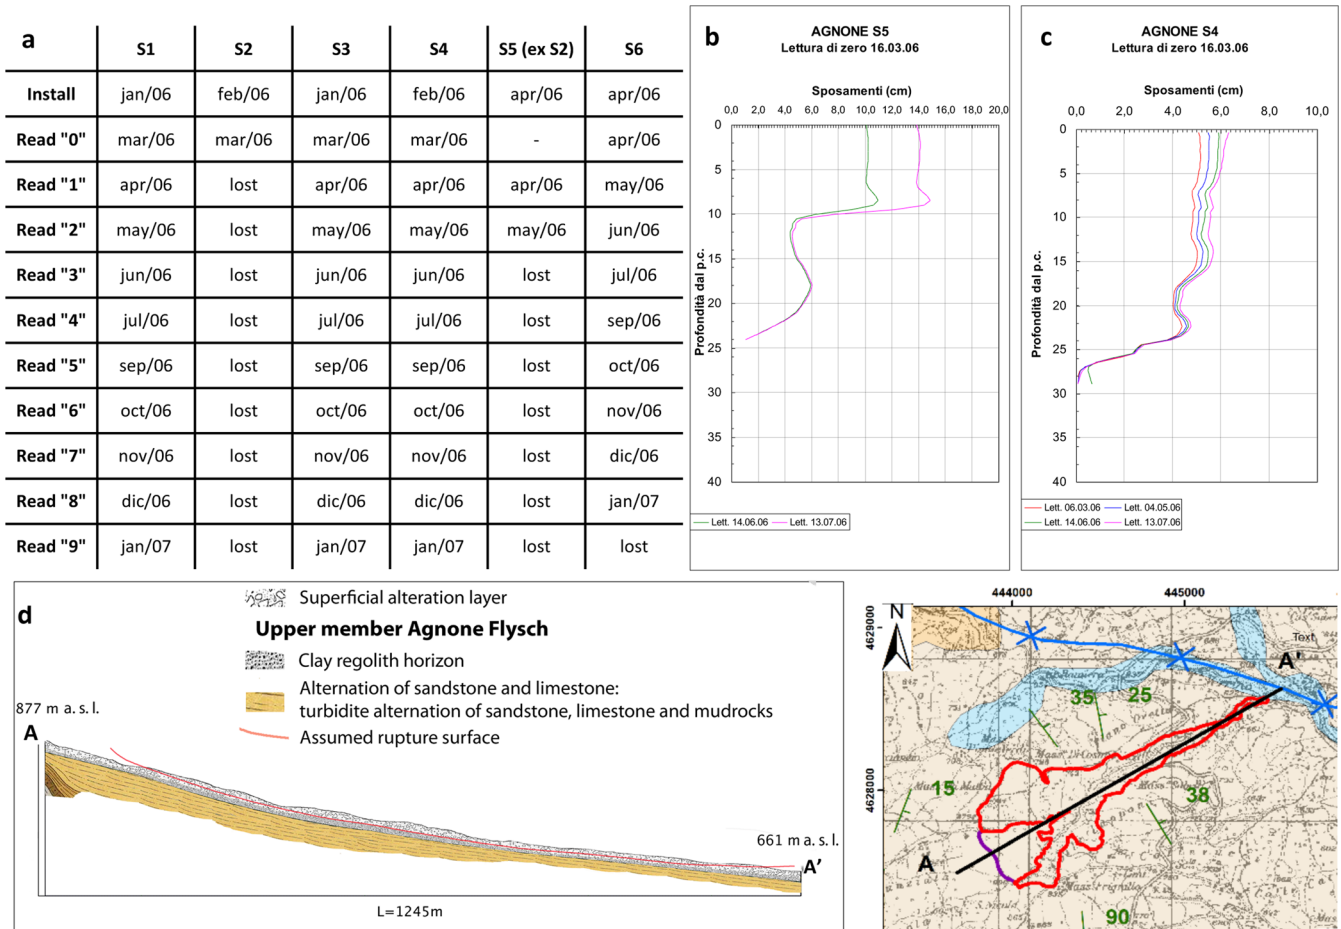 a
S1 S2 S3 S4 S5 (ex S2) S6
Install jan/06 feb/06 jan/06 feb/06 apr/06 apr/06
Read "0" mar/06 mar/06 mar/06 mar/06 - apr/06
Read "1" apr/06 lost apr/06 apr/06 apr/06 may/06
Read "2" may/06 lost may/06 may/06 may/06 jun/06
Read "3" jun/06 lost jun/06 jun/06 lost jul/06
Read "4" jul/06 lost jul/06 jul/06 lost sep/06
Read "5" sep/06 lost sep/06 sep/06 lost oct/06
Read "6" oct/06 lost oct/06 oct/06 lost nov/06
Read "7" nov/06 lost nov/06 nov/06 lost dic/06
Read "8" dic/06 lost dic/06 dic/06 lost jan/07
Read "9" jan/07 lost jan/07 jan/07 lost lost
b
AGNONE S5
Lettura di zero 16.03.06
Sposamenti (cm)
0,0 2,0 4,0 6,0 8,0 10,0 12,0 14,0 16,0 18,0 20,0
0
5
10
15
20
25
30
35
40
Profondità dal p.c.
Lett. 14.06.06 Lett. 13.07.06
c
AGNONE S4
Lettura di zero 16.03.06
Sposamenti (cm)
0,0 2,0 4,0 6,0 8,0 10,0
0
5
10
15
20
25
30
35
40
Profondità dal p.c.
Lett. 06.03.06 Lett. 04.05.06
Lett. 14.06.06 Lett. 13.07.06
d
Superficial alteration layer
Upper member Agnone Flysch
Clay regolith horizon
Alternation of sandstone and limestone:
turbidite alternation of sandstone, limestone and mudrocks
Assumed rupture surface
877 m a. s. l.
A
661 m a. s. l.
A'
L=1245m
444000 445000
4629000
4628000
N
Text
A'
35 25
15
38
A
90